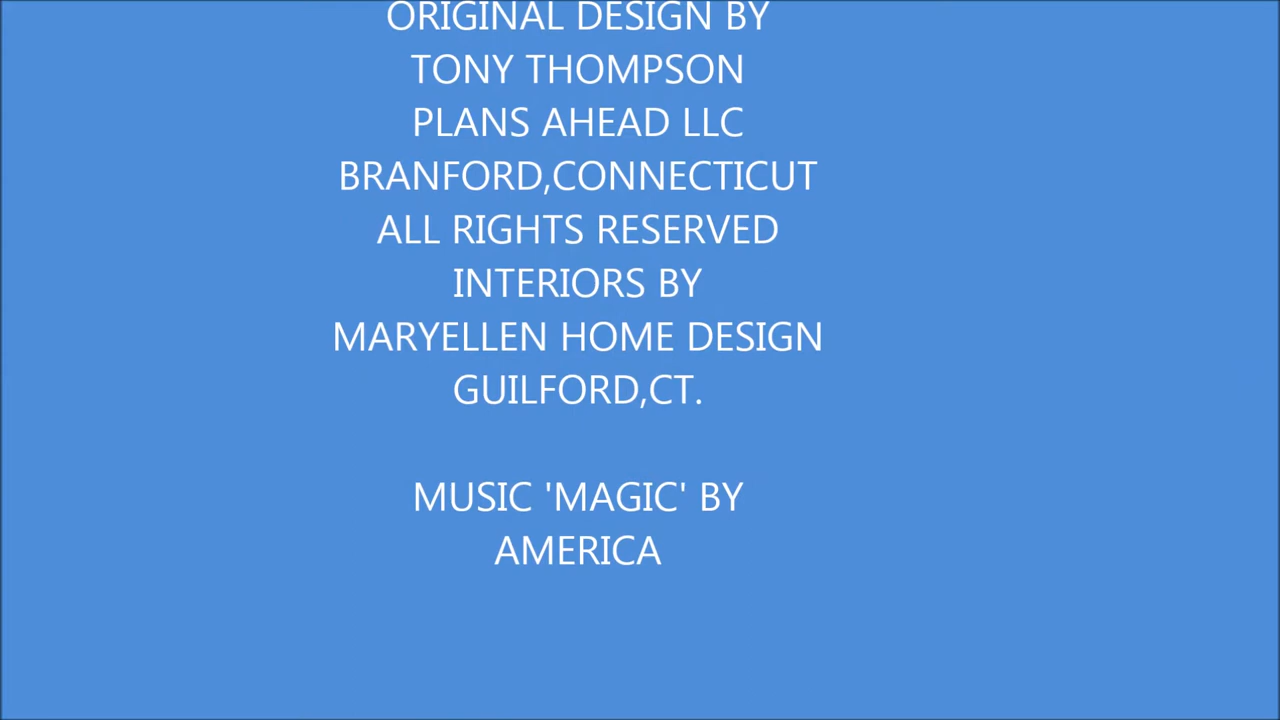 ORIGINAL DESIGN BY
TONY THOMPSON
PLANS AHEAD LLC
BRANFORD,CONNECTICUT
ALL RIGHTS RESERVED
INTERIORS BY
MARYELLEN HOME DESIGN
GUILFORD,CT.
MUSIC 'MAGIC' BY
AMERICA